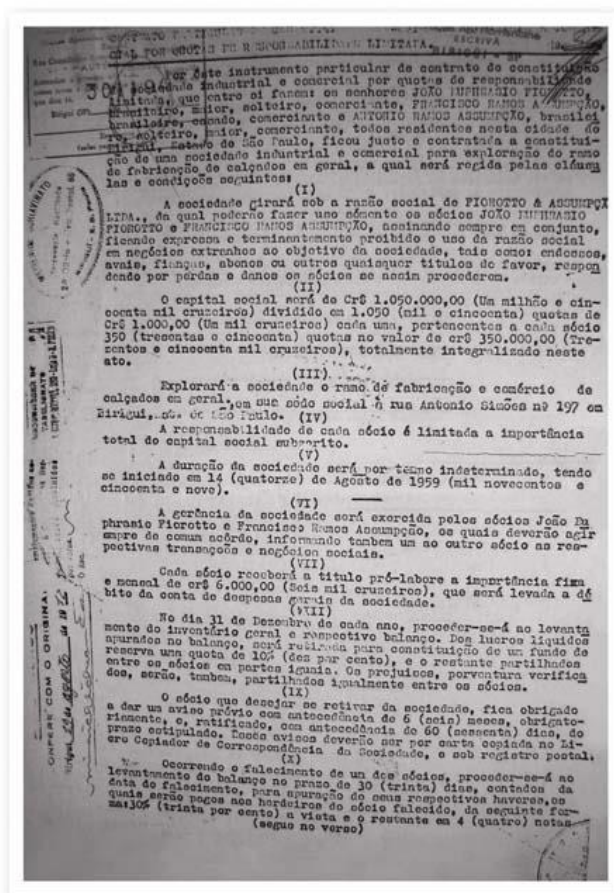 CIAL POR QUOTAS DE RESPONSABILIDADE LIMITADA.
ESCRIVÃ
Por este instrumento particular de contrato de constituição
de sociedade industrial e comercial por quotas de responsabilidade
limitada, que entre si fazem: os senhores JOÃO EUPHRASIO FIOROTTO,
brasileiro, maior, solteiro, comerciante, FRANCISCO RAMOS ASSUMPÇÃO,
brasileiro, casado, comerciante e ANTONIO RAMOS ASSUMPÇÃO, brasilei
ro, solteiro, maior, comerciante, todos residentes nesta cidade de
Birigui, Estado de São Paulo, ficou justo e contratada a constitui-
ção de uma sociedade industrial e comercial para exploração do ramo
de fabricação de calçados em geral, a qual será regida pelas cláusu
las e condições seguintes:
(I)
A sociedade girará sob a razão social de FIOROTTO & ASSUMPÇÃ
LTDA., da qual poderão fazer uso sómente os sócios JOÃO EUPHRASIO
FIOROTTO e FRANCISCO RAMOS ASSUMPÇÃO, assinando sempre em conjunto,
ficando expressa e terminantemente proibido o uso da razão social
em negócios extranhos ao objetivo da sociedade, tais como: endossos,
avais, fianças, abonos ou outros quaisquer titulos de favor, respon
dendo por perdas e danos os sócios se assim procederem.
(II)
O capital social será de Cr$ 1.050.000,00 (Um milhão e cin-
coenta mil cruzeiros) dividido em 1.050 (mil e cincoenta) quotas de
Cr$ 1.000,00 (Um mil cruzeiros) cada uma, pertencentes a cada sócio
350 (trezentas e cincoenta) quotas no valor de cr$ 350.000,00 (Tre-
zentos e cincoenta mil cruzeiros), totalmente integralizado neste
ato.
(III)
Explorará a sociedade o ramo de fabricação e comércio de
calçados em geral, em sua séde social à rua Antonio Simões nº 197 em
Birigui, est. de São Paulo.
(IV)
A responsabilidade de cada sócio é limitada a importância
total do capital social subscrito.
(V)
A duração da sociedade será por tempo indeterminado, tendo
se iniciado em 14 (quatorze) de Agosto de 1959 (mil novecentos e
cincoenta e nove).
(VI)
A gerência da sociedade será exercida pelos sócios João Eu
phrasio Fiorotto e Francisco Ramos Assumpção, os quais deverão agir
empre de comum acôrdo, informando tambem um ao outro sócio as res-
pectivas transações e negócios sociais.
(VII)
Cada sócio receberá a titulo pró-labore a importância fixa
e mensal de cr$ 6.000,00 (Seis mil cruzeiros), que será levada a dé
bito da conta de despesas gerais da sociedade.
(VIII)
No dia 31 de Dezembro de cada ano, proceder-se-á ao levanta
mento do inventário geral e respectivo balanço. Dos lucros liquidos
apurados no balanço, será retirada para constituição de um fundo de
reserva uma quota de 10% (dez por cento), e o restante partilhados
entre os sócios em partes iguais. Os prejuizos, porventura verifica
dos, serão, tambem, partilhados igualmente entre os sócios.
(IX)
O sócio que desejar se retirar da sociedade, fica obrigado
a dar um aviso prévio com antecedência de 6 (seis) meses, obrigato-
riamente, e, ratificado, com antecedência de 60 (sessenta) dias, do
prazo estipulado. Esses avisos deverão ser por carta copiada no Li-
vro Copiador de Correspondência da Sociedade, e sob registro postal.
(X)
Ocorrendo o falecimento de um dos sócios, proceder-se-á ao
levantamento do balanço no prazo de 30 (trinta) dias, contados da
data do falecimento, para apuração de seus respectivos haveres, os
quais serão pagos aos herdeiros do sócio falecido, da seguinte for-
ma: 30% (trinta por cento) a vista e o restante em 4 (quatro) notas
(segue no verso)
CONFERE COM O ORIGINAL